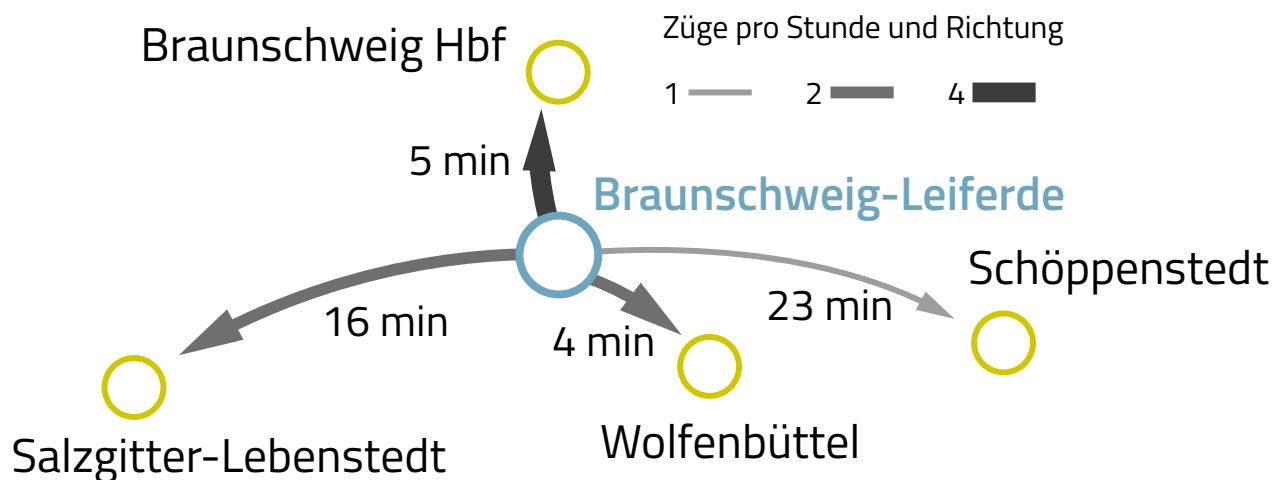 Braunschweig Hbf
Züge pro Stunde und Richtung
1
2
4
5 min
Braunschweig-Leiferde
Schöppenstedt
16 min
4 min
23 min
Wolfenbüttel
Salzgitter-Lebenstedt